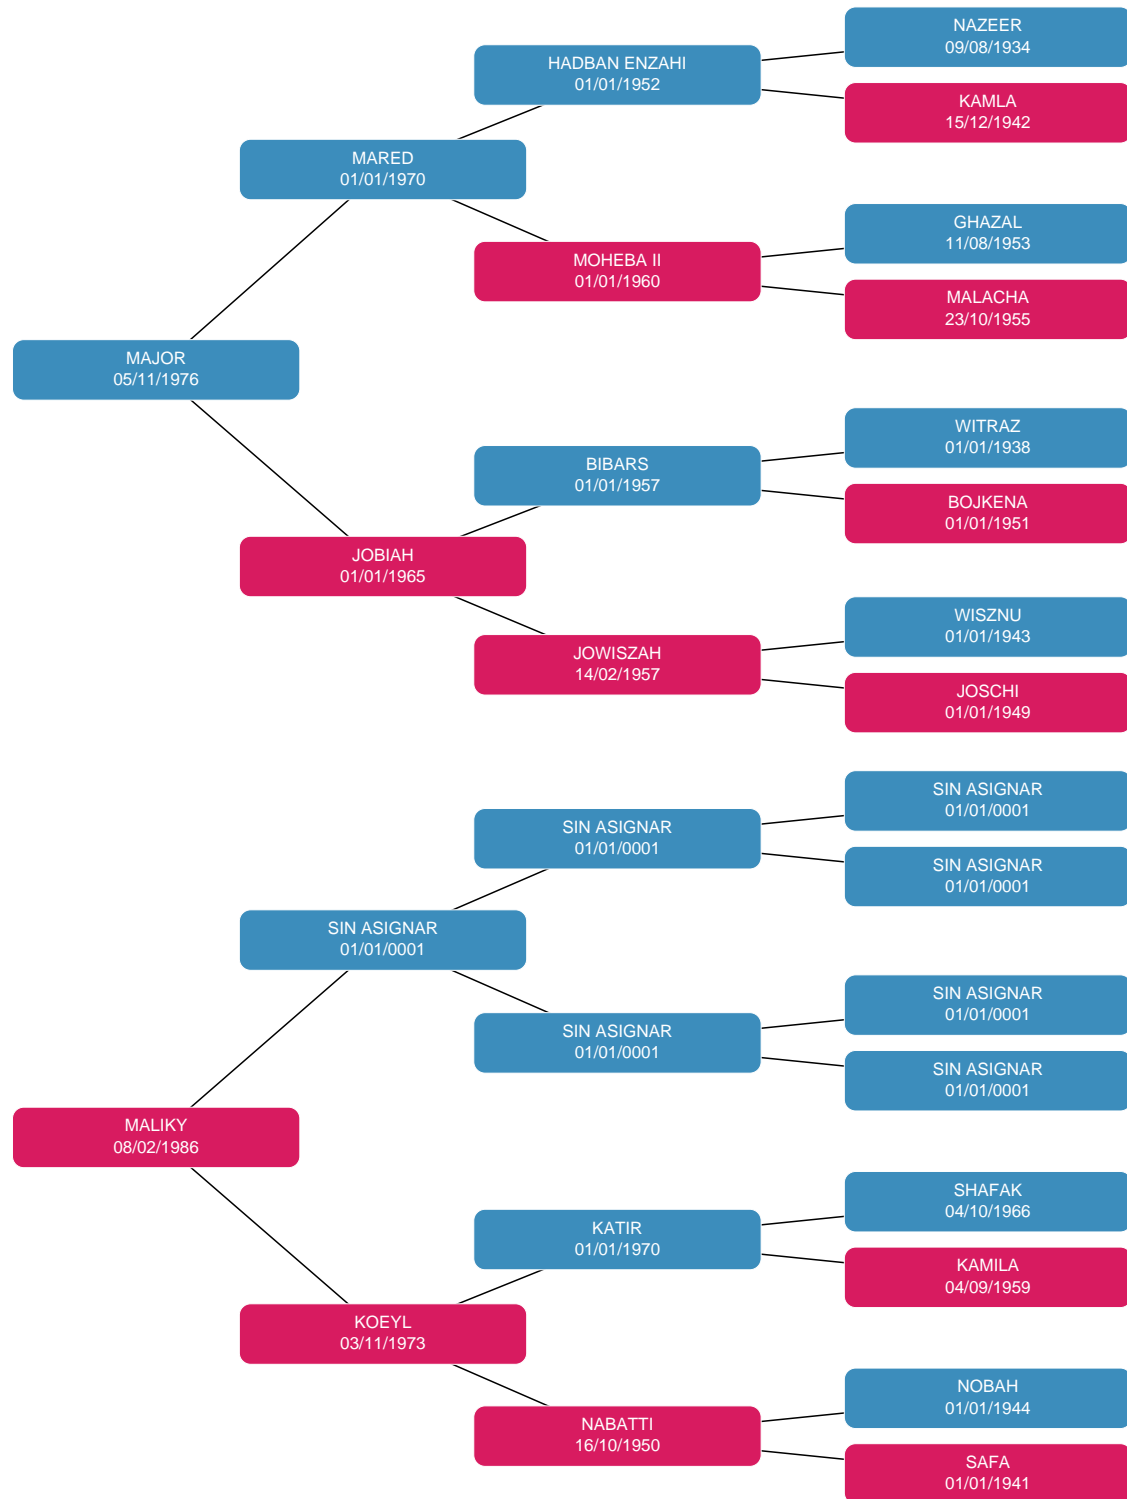 NAZEER
09/08/1934
HADBAN ENZAHI
01/01/1952
KAMLA
15/12/1942
MARED
01/01/1970
GHAZAL
11/08/1953
MOHEBA II
01/01/1960
MALACHA
23/10/1955
MAJOR
05/11/1976
WITRAZ
01/01/1938
BIBARS
01/01/1957
BOJKENA
01/01/1951
JOBIAH
01/01/1965
WISZNU
01/01/1943
JOWISZAH
14/02/1957
JOSCHI
01/01/1949
SIN ASIGNAR
01/01/0001
SIN ASIGNAR
01/01/0001
SIN ASIGNAR
01/01/0001
SIN ASIGNAR
01/01/0001
SIN ASIGNAR
01/01/0001
SIN ASIGNAR
01/01/0001
SIN ASIGNAR
01/01/0001
MALIKY
08/02/1986
SHAFAK
04/10/1966
KATIR
01/01/1970
KAMILA
04/09/1959
KOEYL
03/11/1973
NOBAH
01/01/1944
NABATTI
16/10/1950
SAFA
01/01/1941